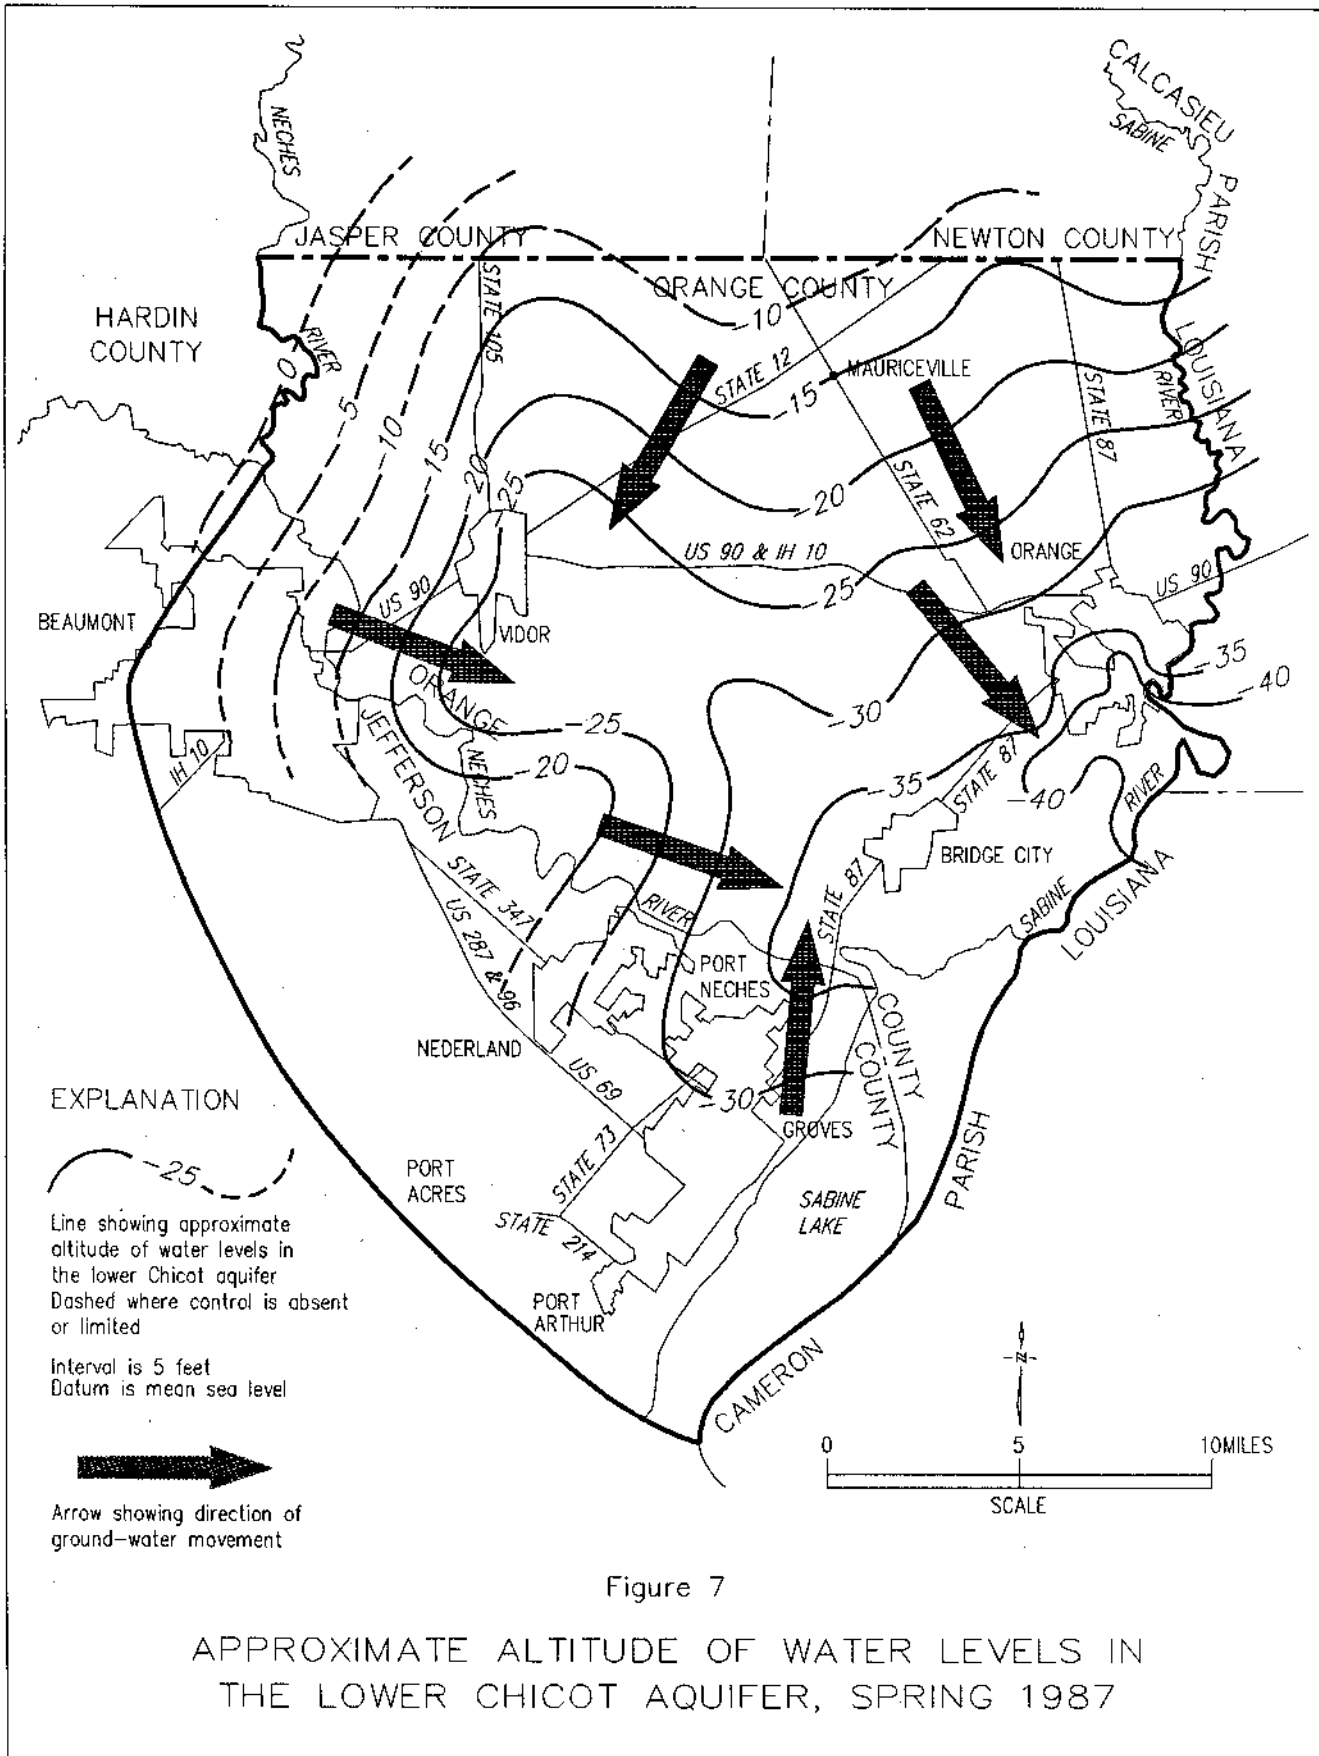 CALCASIEU
PARISH
SABINE
NECHES
JASPER COUNTY
NEWTON COUNTY
ORANGE COUNTY
HARDIN
COUNTY
RIVER
STATE 105
-10
STATE 12
MAURICEVILLE
LOUISIANA
RIVER
STATE 87
0
-5
-10
-15
-20
-25
-15
-20
-25
STATE 62
US 90 & IH 10
ORANGE
US 90
BEAUMONT
US 90
VIDOR
ORANGE
JEFFERSON
NECHES
IH 10
-25
-20
-30
-35
-40
-35
-40
STATE 87
RIVER
BRIDGE CITY
STATE 87
STATE 347
US 287 & 96
RIVER
SABINE
LOUISIANA
PORT
NECHES
COUNTY
COUNTY
NEDERLAND
US 69
-30
GROVES
STATE 73
PORT
ACRES
STATE 214
SABINE
LAKE
PARISH
PORT
ARTHUR
CAMERON
EXPLANATION
-25
Line showing approximate
altitude of water levels in
the lower Chicot aquifer
Dashed where control is absent
or limited
Interval is 5 feet
Datum is mean sea level
Arrow showing direction of
ground-water movement
N
0 5 10 MILES
SCALE
Figure 7
APPROXIMATE ALTITUDE OF WATER LEVELS IN
THE LOWER CHICOT AQUIFER, SPRING 1987